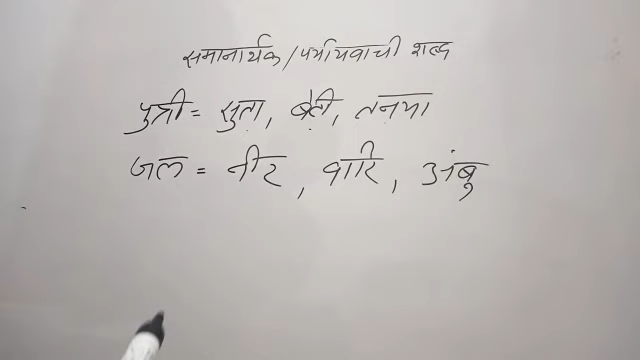 समानार्थक/पर्यायवाची शब्द
पुत्री = सुता, बेटी, तनया
जल = नीर, वारि, अंबु